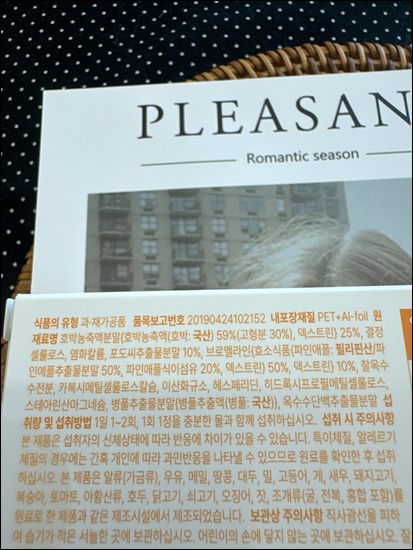 PLEASAN
Romantic season
식품의 유형 과·채가공품 품목보고번호 20190424102152 내포장재질 PET+Al-foil 원
재료명 호박농축액분말{호박농축액(호박: 국산) 59%(고형분 30%), 덱스트린} 25%, 결정
셀룰로스, 염화칼륨, 포도씨추출물분말 10%, 브로멜라인{효소식품(파인애플: 필리핀산/파
인애플추출물분말 50%, 파인애플식이섬유 20%, 덱스트린) 50%, 덱스트린} 10%, 찰옥수
수전분, 카복시메틸셀룰로스칼슘, 이산화규소, 헤스페리딘, 히드록시프로필메틸셀룰로스,
스테아린산마그네슘, 병풀추출물분말{병풀추출액(병풀: 국산)}, 옥수수단백추출물분말 섭
취량 및 섭취방법 1일 1~2회, 1회 1정을 충분한 물과 함께 섭취하십시오. 섭취 시 주의사항
본 제품은 섭취자의 신체상태에 따라 반응에 차이가 있을 수 있습니다. 특이체질, 알레르기
체질의 경우에는 간혹 개인에 따라 과민반응을 나타낼 수 있으므로 원료를 확인한 후 섭취
하십시오. 본 제품은 알류(가금류), 우유, 메밀, 땅콩, 대두, 밀, 고등어, 게, 새우, 돼지고기,
복숭아, 토마토, 아황산류, 호두, 닭고기, 쇠고기, 오징어, 잣, 조개류(굴, 전복, 홍합 포함)를
원료로 한 제품과 같은 제조시설에서 제조되었습니다. 보관상 주의사항 직사광선을 피하
여 습기가 적은 서늘한 곳에 보관하십시오. 어린이의 손에 닿지 않는 곳에 보관하십시오.